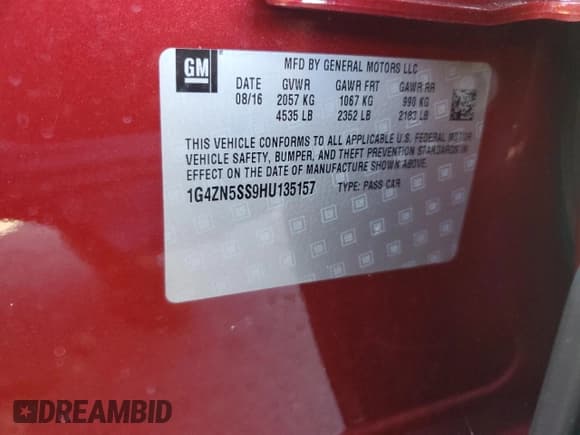 GM
MFD BY GENERAL MOTORS LLC
DATE GVWR GAWR FRT GAWR RR
08/16 2057 KG 1067 KG 990 KG
4535 LB 2352 LB 2183 LB
THIS VEHICLE CONFORMS TO ALL APPLICABLE U.S. FEDERAL MOTOR
VEHICLE SAFETY, BUMPER, AND THEFT PREVENTION STANDARDS IN
EFFECT ON THE DATE OF MANUFACTURE SHOWN ABOVE.
1G4ZN5SS9HU135157 TYPE: PASS CAR
DREAMBID